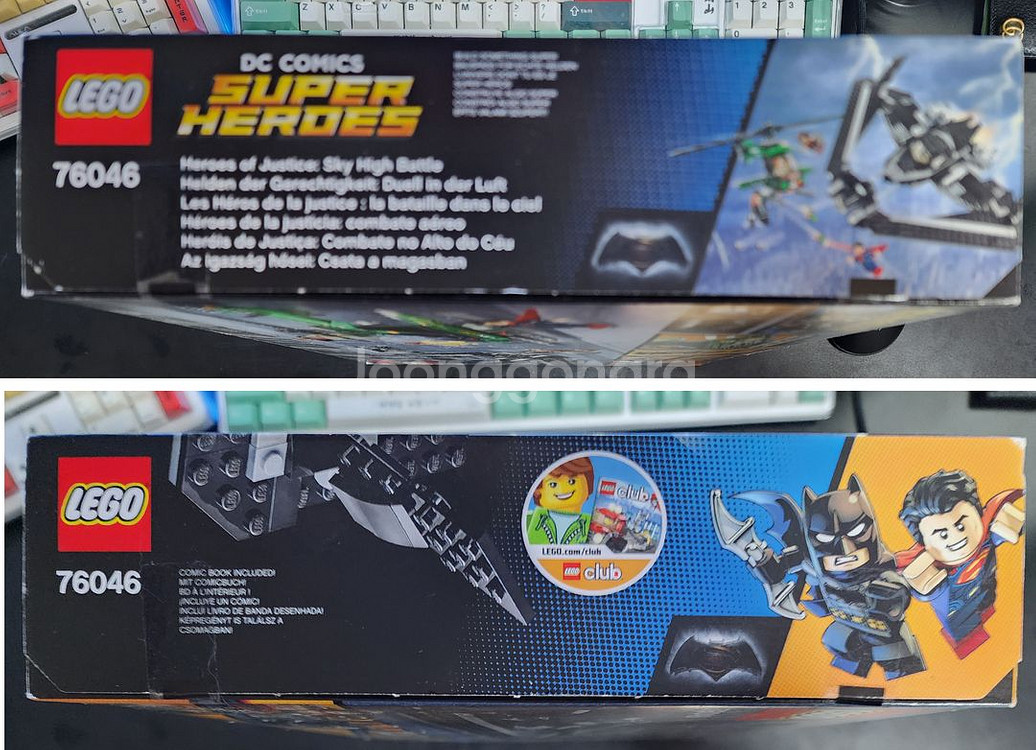 LEGO
DC COMICS
SUPER
HEROES
76046
Heroes of Justice: Sky High Battle
Helden der Gerechtigkeit: Duell in der Luft
Les Héros de la justice : la bataille dans le ciel
Héroes de la justicia: combate aéreo
Heróis de Justiça: Combate no Alto do Céu
Az Igazság Hősei: Csata a magasban
joonggonara
LEGO
76046
COMIC BOOK INCLUDED!
MIT COMICBUCH!
BD À L'INTÉRIEUR !
¡INCLUYE UN CÓMIC!
INCLUI LIVRO DE BANDA DESENHADA!
KÉPREGÉNYT IS TALÁLSZ A
CSOMAGBAN!
LEGO club
LEGO.com/club
LEGO club